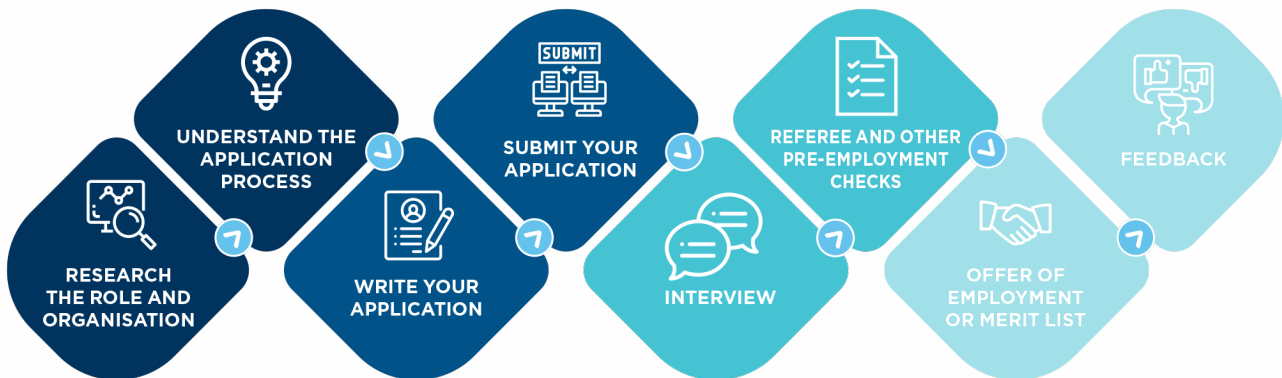 RESEARCH
THE ROLE AND
ORGANISATION
UNDERSTAND THE
APPLICATION
PROCESS
WRITE YOUR
APPLICATION
SUBMIT
SUBMIT YOUR
APPLICATION
INTERVIEW
REFEREE AND OTHER
PRE-EMPLOYMENT
CHECKS
OFFER OF
EMPLOYMENT
OR MERIT LIST
FEEDBACK